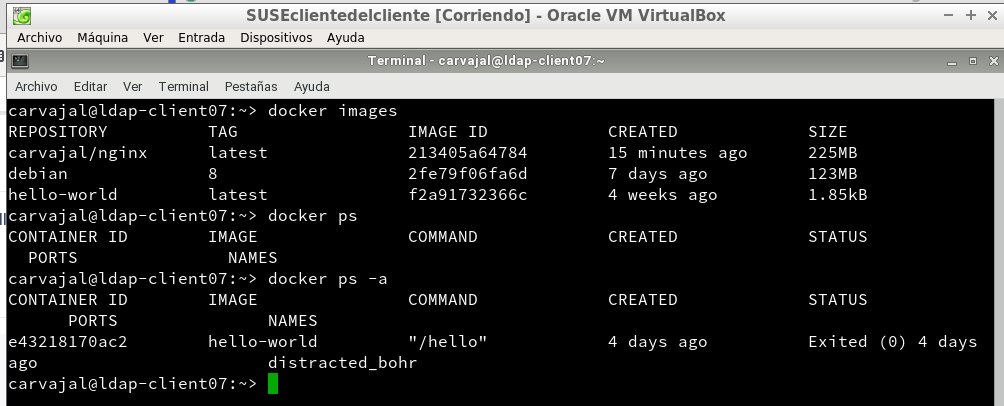 SUSEclientedelcliente [Corriendo] - Oracle VM VirtualBox
Archivo Máquina Ver Entrada Dispositivos Ayuda
Terminal - carvajal@ldap-client07:~
Archivo Editar Ver Terminal Pestañas Ayuda
carvajal@ldap-client07:~> docker images
REPOSITORY TAG IMAGE ID CREATED SIZE
carvajal/nginx latest 213405a64784 15 minutes ago 225MB
debian 8 2fe79f06fa6d 7 days ago 123MB
hello-world latest f2a91732366c 4 weeks ago 1.85kB
carvajal@ldap-client07:~> docker ps
CONTAINER ID IMAGE COMMAND CREATED STATUS
PORTS NAMES
carvajal@ldap-client07:~> docker ps -a
CONTAINER ID IMAGE COMMAND CREATED STATUS
PORTS NAMES
e43218170ac2 hello-world "/hello" 4 days ago Exited (0) 4 days
ago distracted_bohr
carvajal@ldap-client07:~>